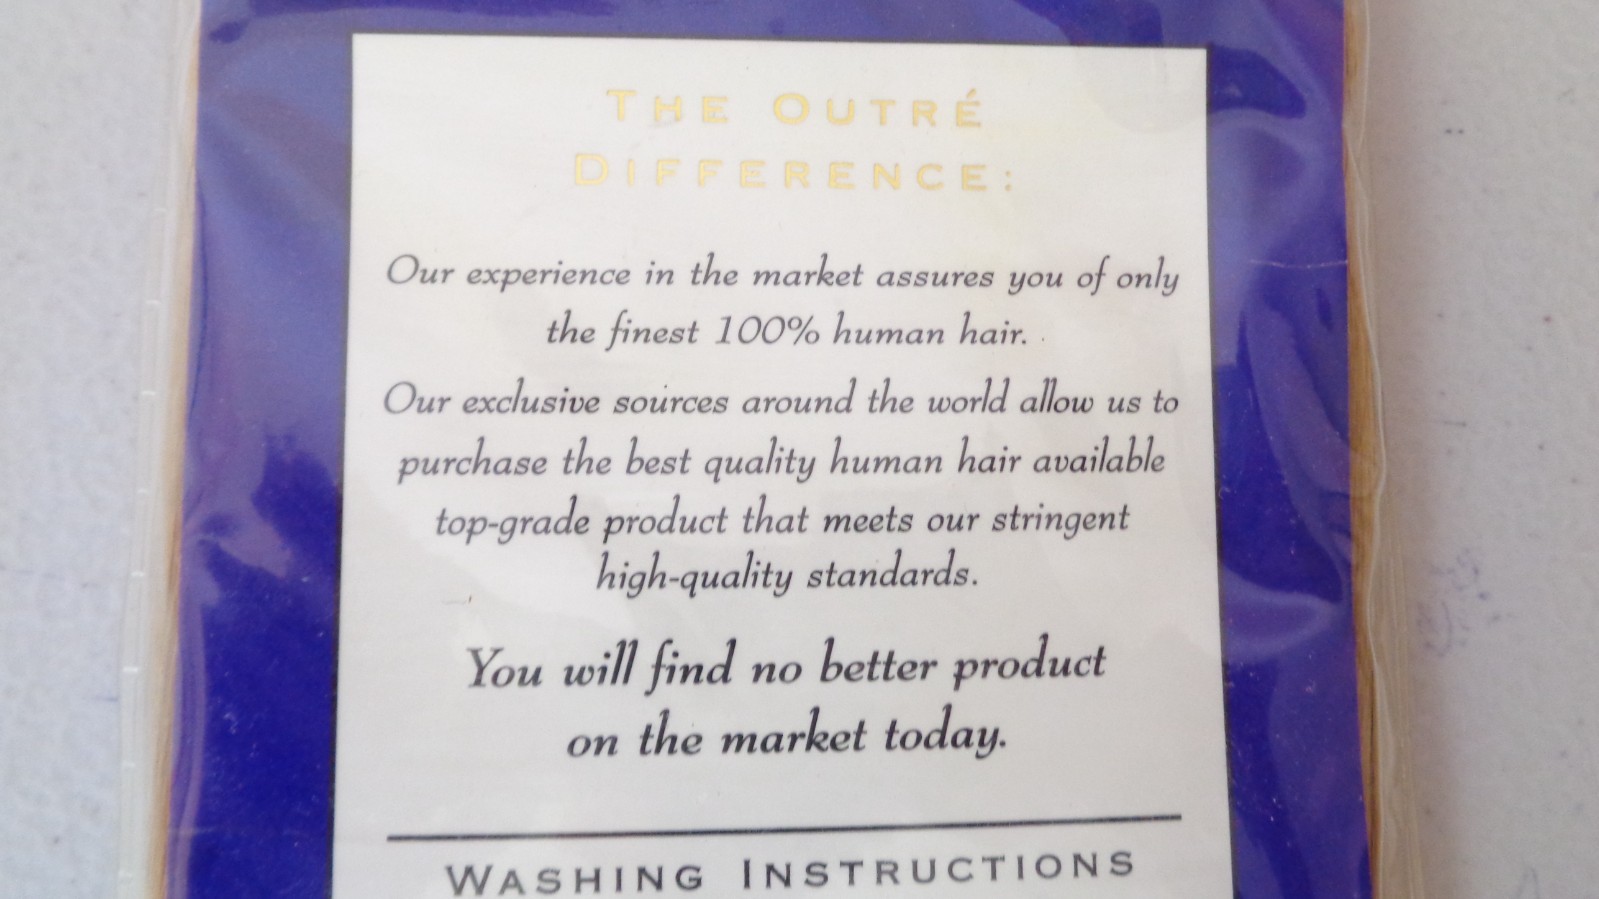 THE OUTRÉ
DIFFERENCE:
Our experience in the market assures you of only
the finest 100% human hair.
Our exclusive sources around the world allow us to
purchase the best quality human hair available
top-grade product that meets our stringent
high-quality standards.
You will find no better product
on the market today.
WASHING INSTRUCTIONS